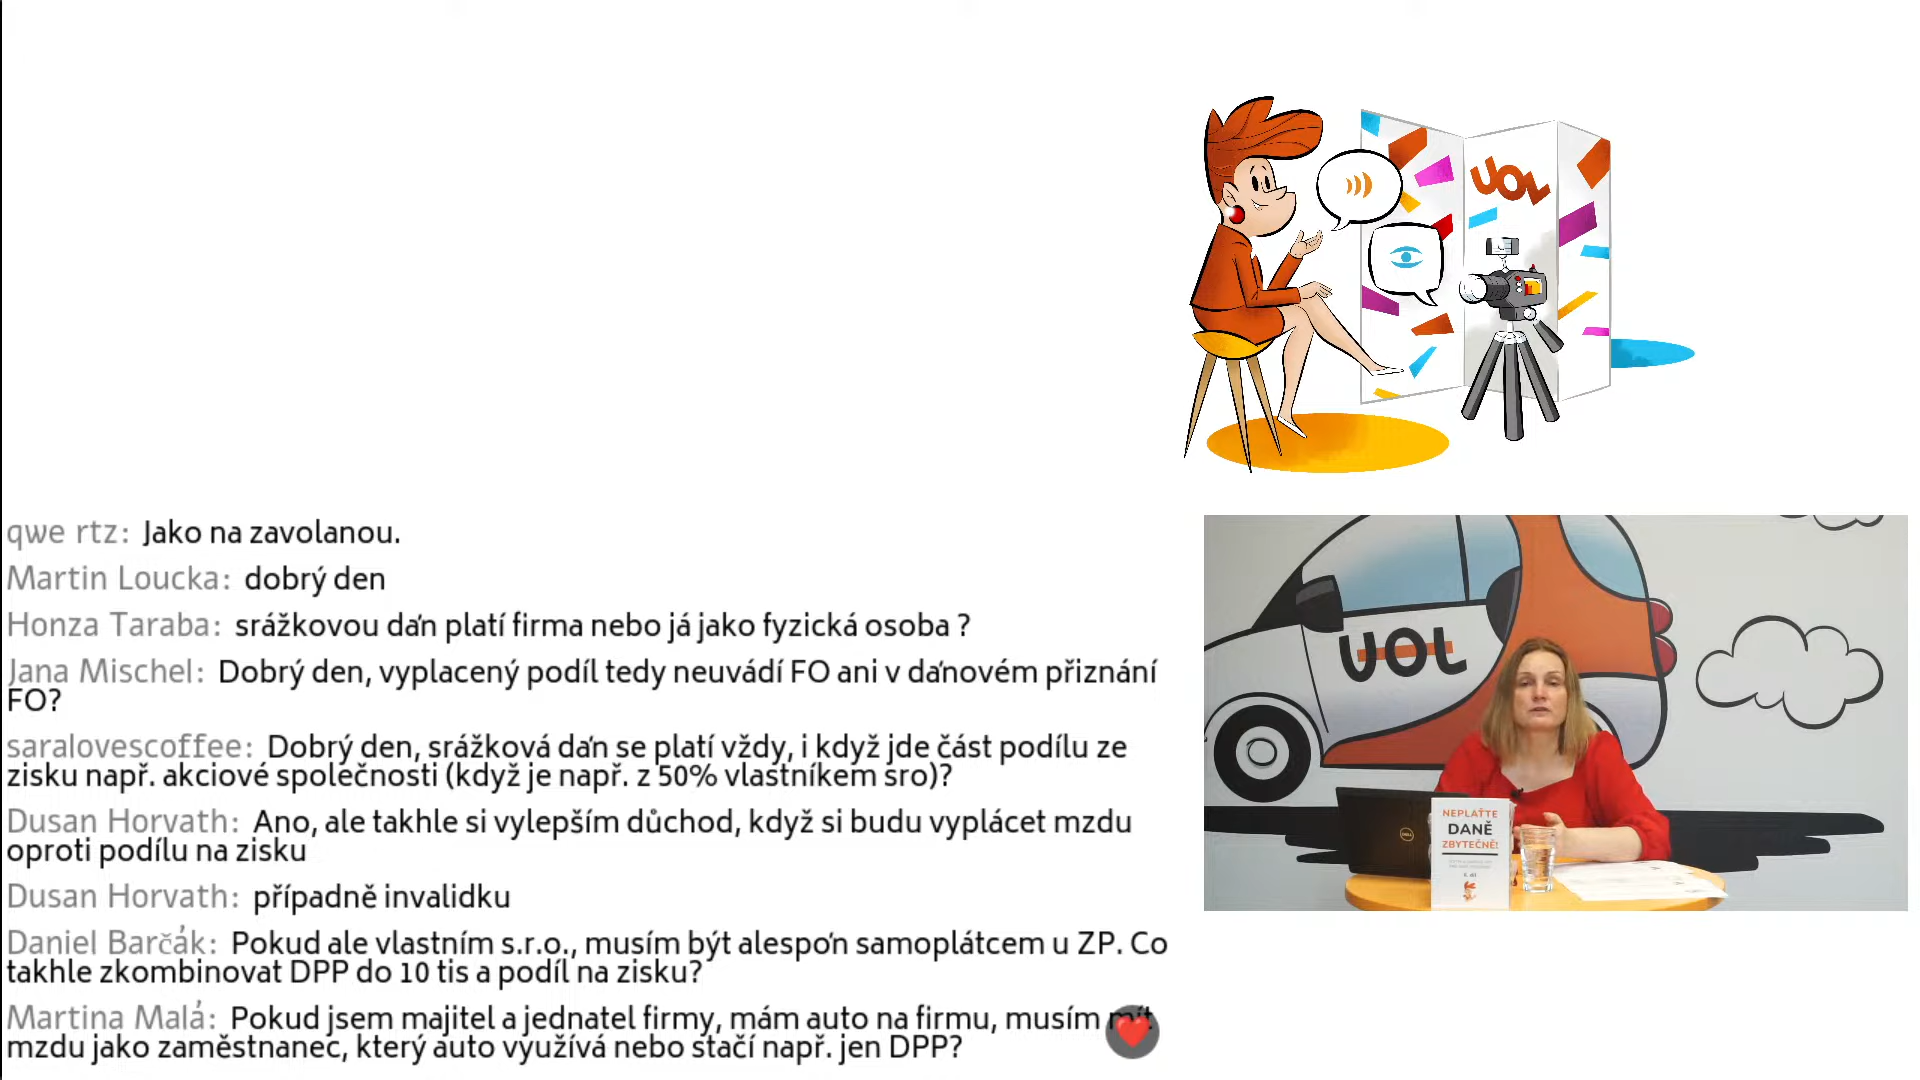 UOL
qwe rtz: Jako na zavolanou.
Martin Loucka: dobrý den
Honza Taraba: srážkovou daň platí firma nebo já jako fyzická osoba ?
Jana Mischel: Dobrý den, vyplacený podíl tedy neuvádí FO ani v daňovém přiznání
FO?
saralovescoffee: Dobrý den, srážková daň se platí vždy, i když jde část podílu ze
zisku např. akciové společnosti (když je např. z 50% vlastníkem sro)?
Dusan Horvath: Ano, ale takhle si vylepším důchod, když si budu vyplácet mzdu
oproti podílu na zisku
Dusan Horvath: případně invalidku
Daniel Barčák: Pokud ale vlastním s.r.o., musím být alespoň samoplátcem u ZP. Co
takhle zkombinovat DPP do 10 tis a podíl na zisku?
Martina Malá: Pokud jsem majitel a jednatel firmy, mám auto na firmu, musím mít
mzdu jako zaměstnanec, který auto využívá nebo stačí např. jen DPP?
UOL
DELL
NEPLAŤTE
DANĚ
ZBYTEČNĚ!